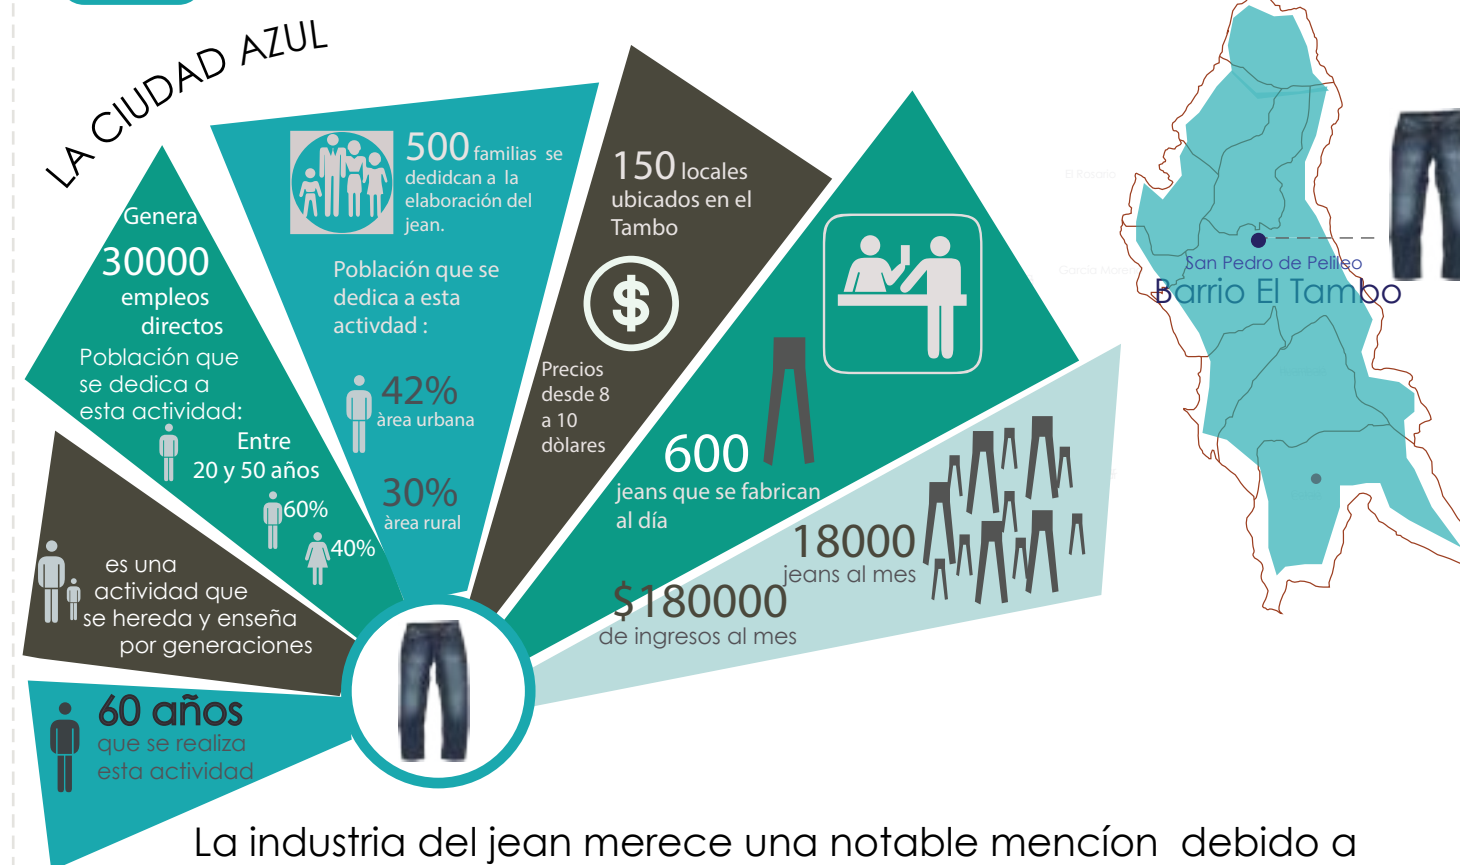 LA CIUDAD AZUL
Genera
30000
empleos
directos
Población que
se dedica a
esta actividad:
Entre
20 y 50 años
60%
40%
es una
actividad que
se hereda y enseña
por generaciones
60 años
que se realiza
esta actividad
500 familias se
dedidcan a la
elaboración del
jean.
Población que se
dedica a esta
activdad :
42%
àrea urbana
30%
àrea rural
150 locales
ubicados en el
Tambo
$
Precios
desde 8
a 10
dòlares
600
jeans que se fabrican
al día
18000
jeans al mes
$180000
de ingresos al mes
El Rosario
San Pedro de Pelileo
Barrio El Tambo
La industria del jean merece una notable mencíon debido a